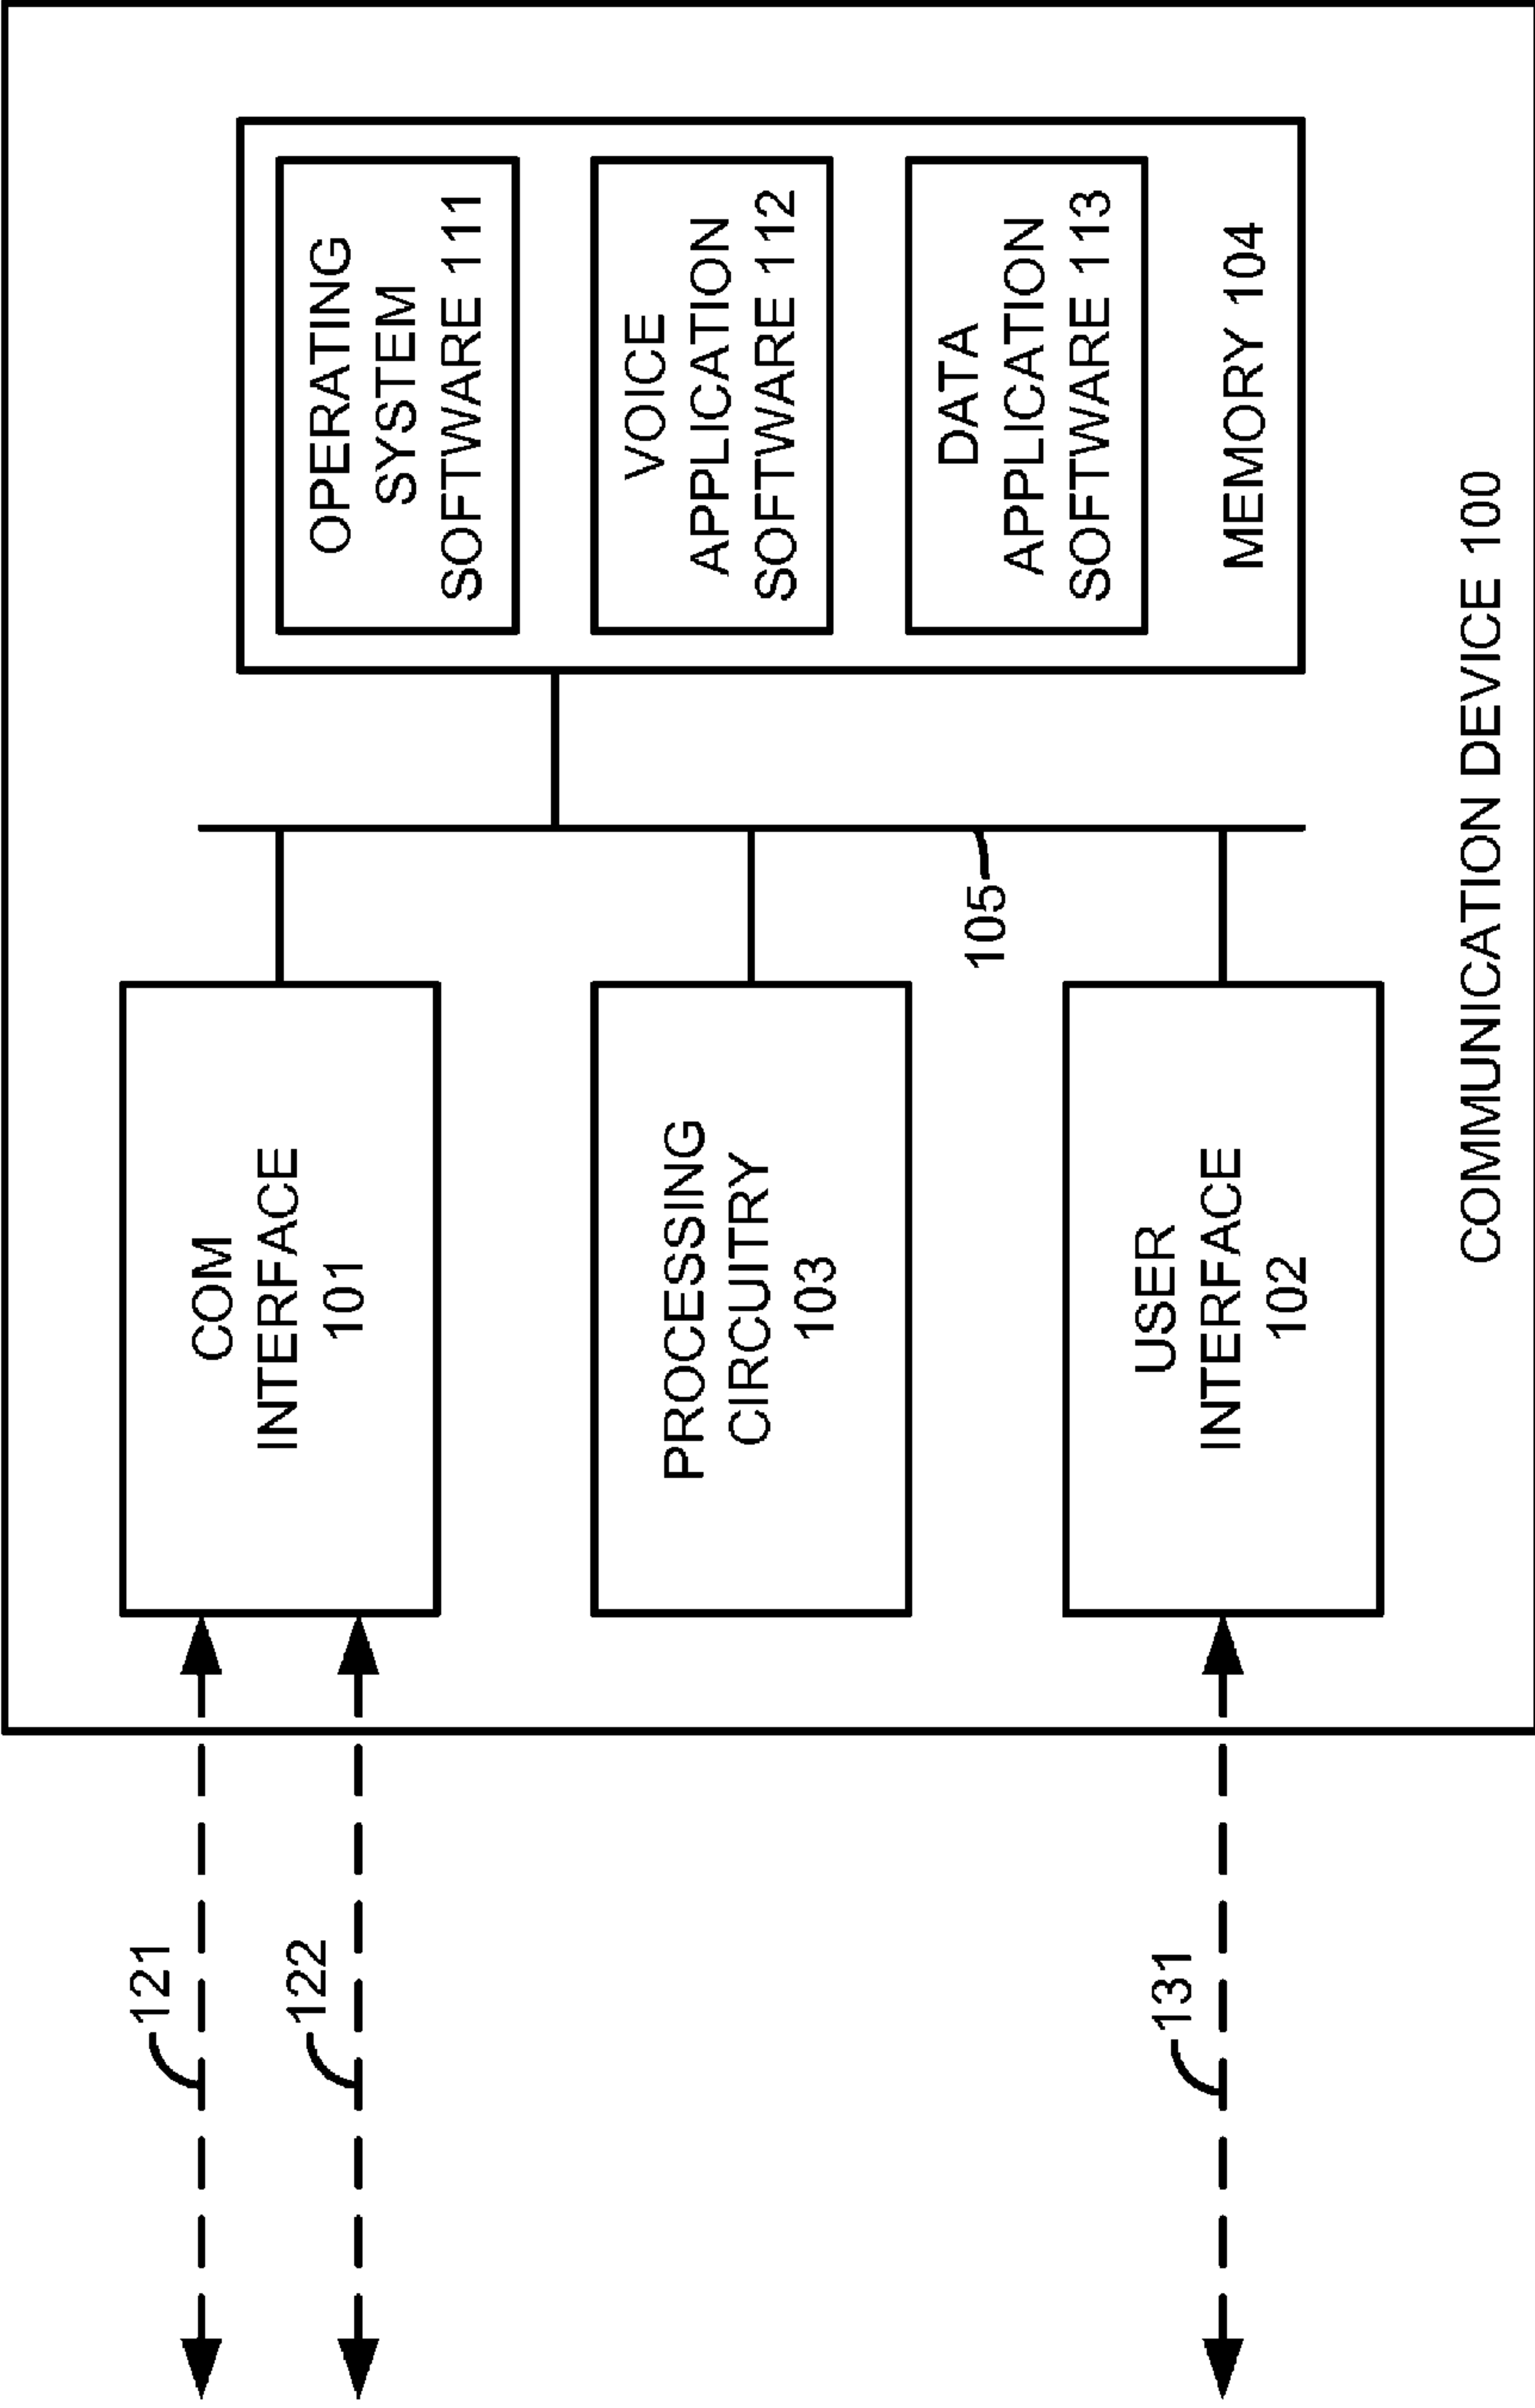 121
122
131
COM
INTERFACE
101
PROCESSING
CIRCUITRY
103
USER
INTERFACE
102
105
OPERATING
SYSTEM
SOFTWARE 111
VOICE
APPLICATION
SOFTWARE 112
DATA
APPLICATION
SOFTWARE 113
MEMORY 104
COMMUNICATION DEVICE 100